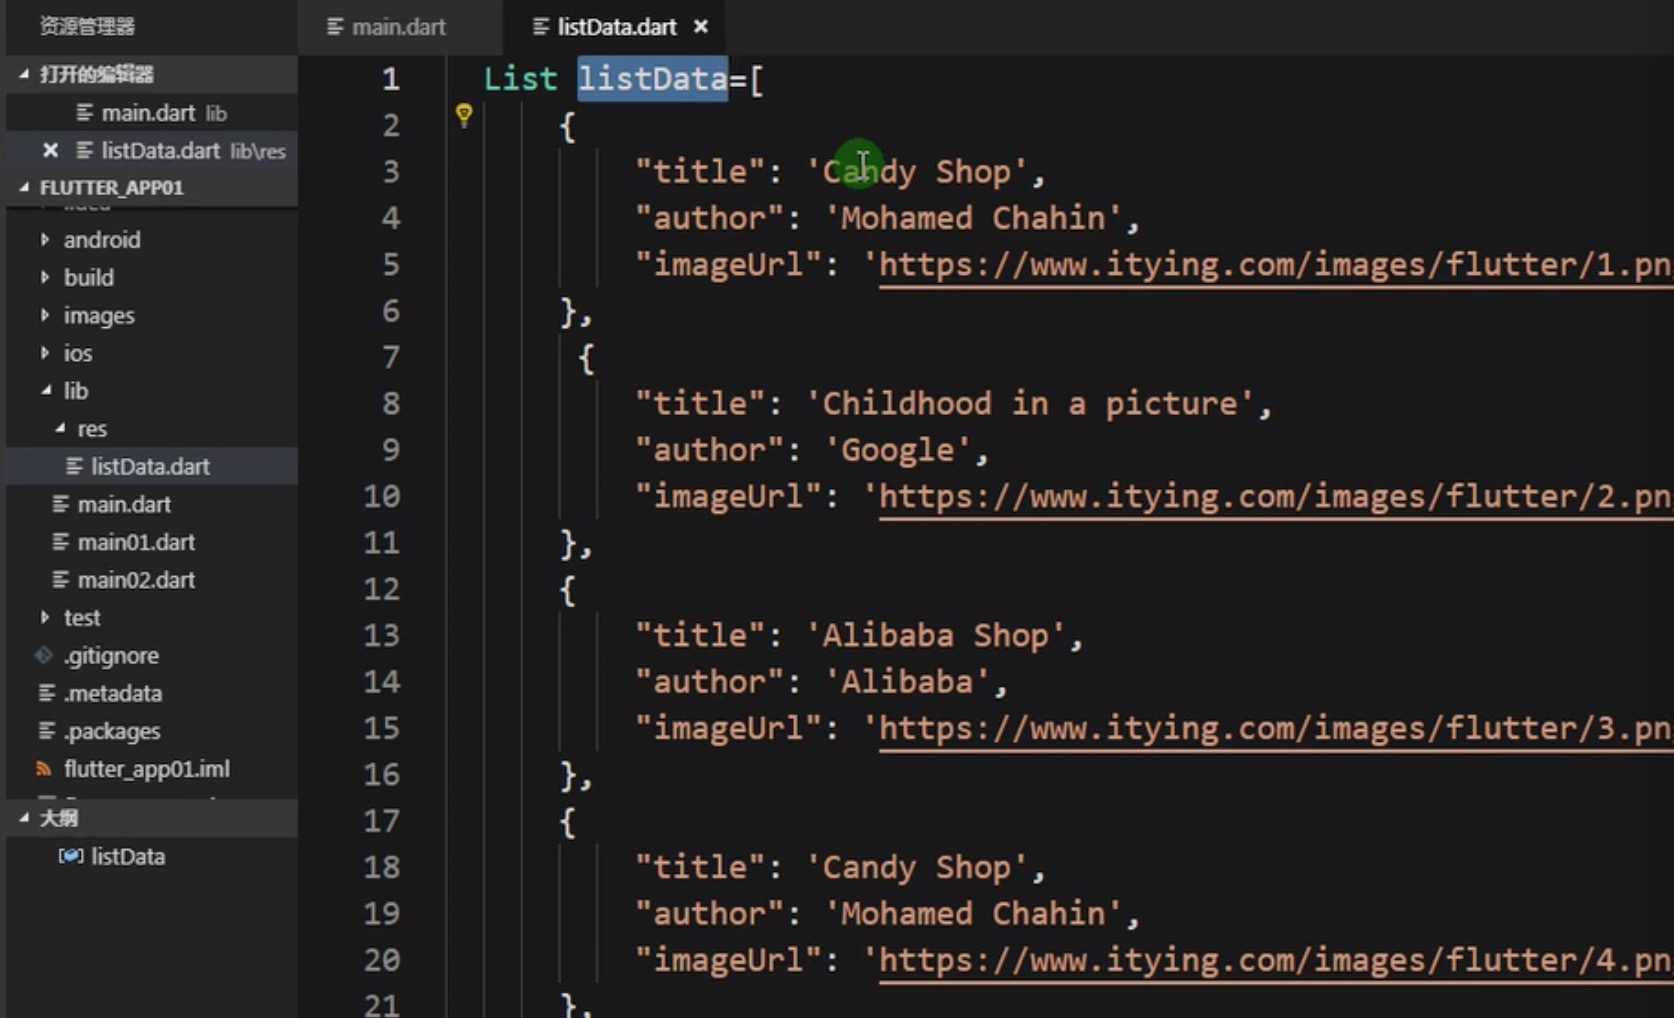 资源管理器
打开的编辑器
main.dart lib
listData.dart lib\res
FLUTTER_APP01
android
build
images
ios
lib
res
listData.dart
main.dart
main01.dart
main02.dart
test
.gitignore
.metadata
.packages
flutter_app01.iml
大纲
listData
main.dart
listData.dart
1 List listData=[
2 {
3 "title": 'Candy Shop',
4 "author": 'Mohamed Chahin',
5 "imageUrl": 'https://www.itying.com/images/flutter/1.pn
6 },
7 {
8 "title": 'Childhood in a picture',
9 "author": 'Google',
10 "imageUrl": 'https://www.itying.com/images/flutter/2.pn
11 },
12 {
13 "title": 'Alibaba Shop',
14 "author": 'Alibaba',
15 "imageUrl": 'https://www.itying.com/images/flutter/3.pn
16 },
17 {
18 "title": 'Candy Shop',
19 "author": 'Mohamed Chahin',
20 "imageUrl": 'https://www.itying.com/images/flutter/4.pn
21 },